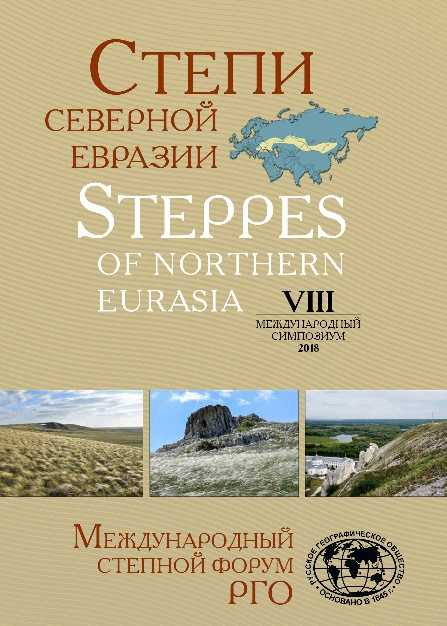 Степи
северной
Евразии
Steppes
of Northern
Eurasia
VIII
Международный
симпозиум
2018
Международный
степной форум
РГО
РУССКОЕ ГЕОГРАФИЧЕСКОЕ ОБЩЕСТВО
ОСНОВАНО В 1845 г.